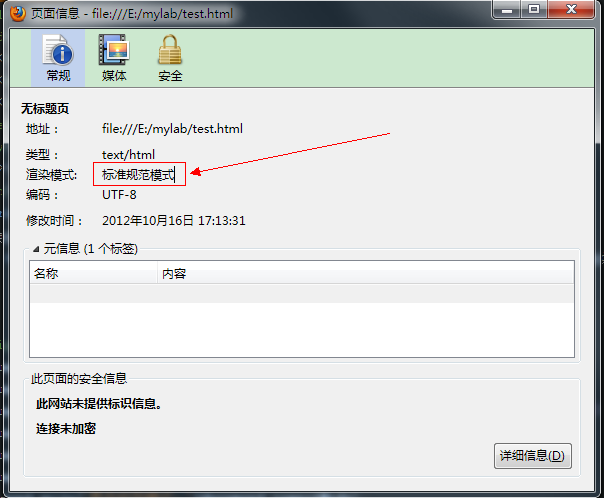 页面信息 - file:///E:/mylab/test.html
常规 媒体 安全
无标题页
地址： file:///E:/mylab/test.html
类型： text/html
渲染模式: 标准规范模式
编码： UTF-8
修改时间： 2012年10月16日 17:13:31
元信息 (1 个标签)
名称 内容
此页面的安全信息
此网站未提供标识信息。
连接未加密
详细信息(D)